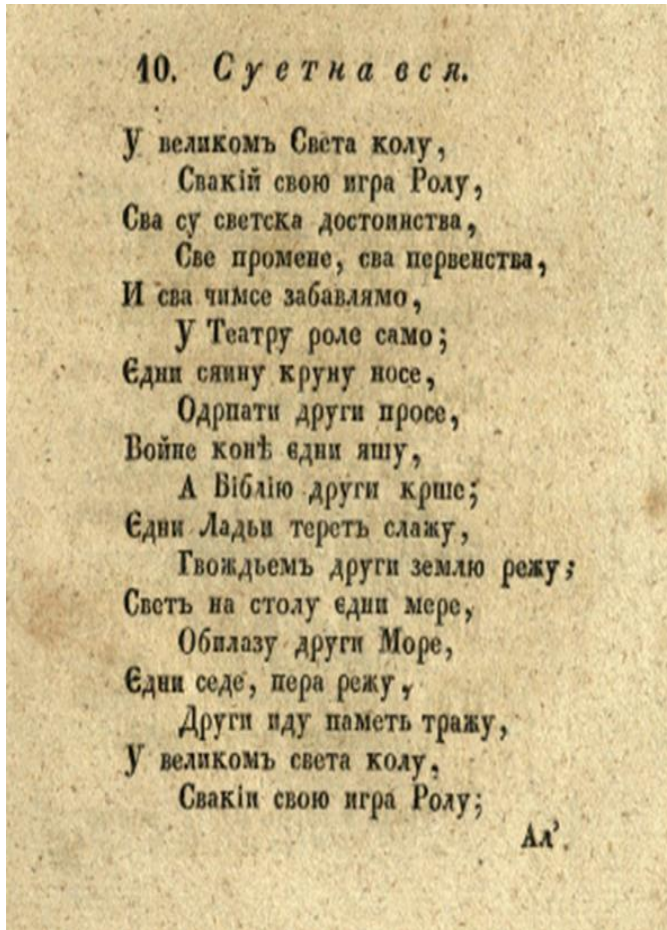 10. Суетна вся.
У великомъ Света колу,
Свакій свою игра Ролу,
Сва су светска достоинства,
Све промене, сва первенства,
И сва чимсе забавлямо,
У Театру роле само;
Єдни сяину круну носе,
Одрпати други просе,
Войне конѣ єдни яшу,
А Біблію други крше;
Єдни Ладьи теретъ слажу,
Гвождьемъ други землю режу;
Светъ на столу єдни мере,
Обилазу други Море,
Єдни седе, пера режу,
Други иду паметь тражу,
У великомъ света колу,
Свакіи свою игра Ролу;
Ал’.